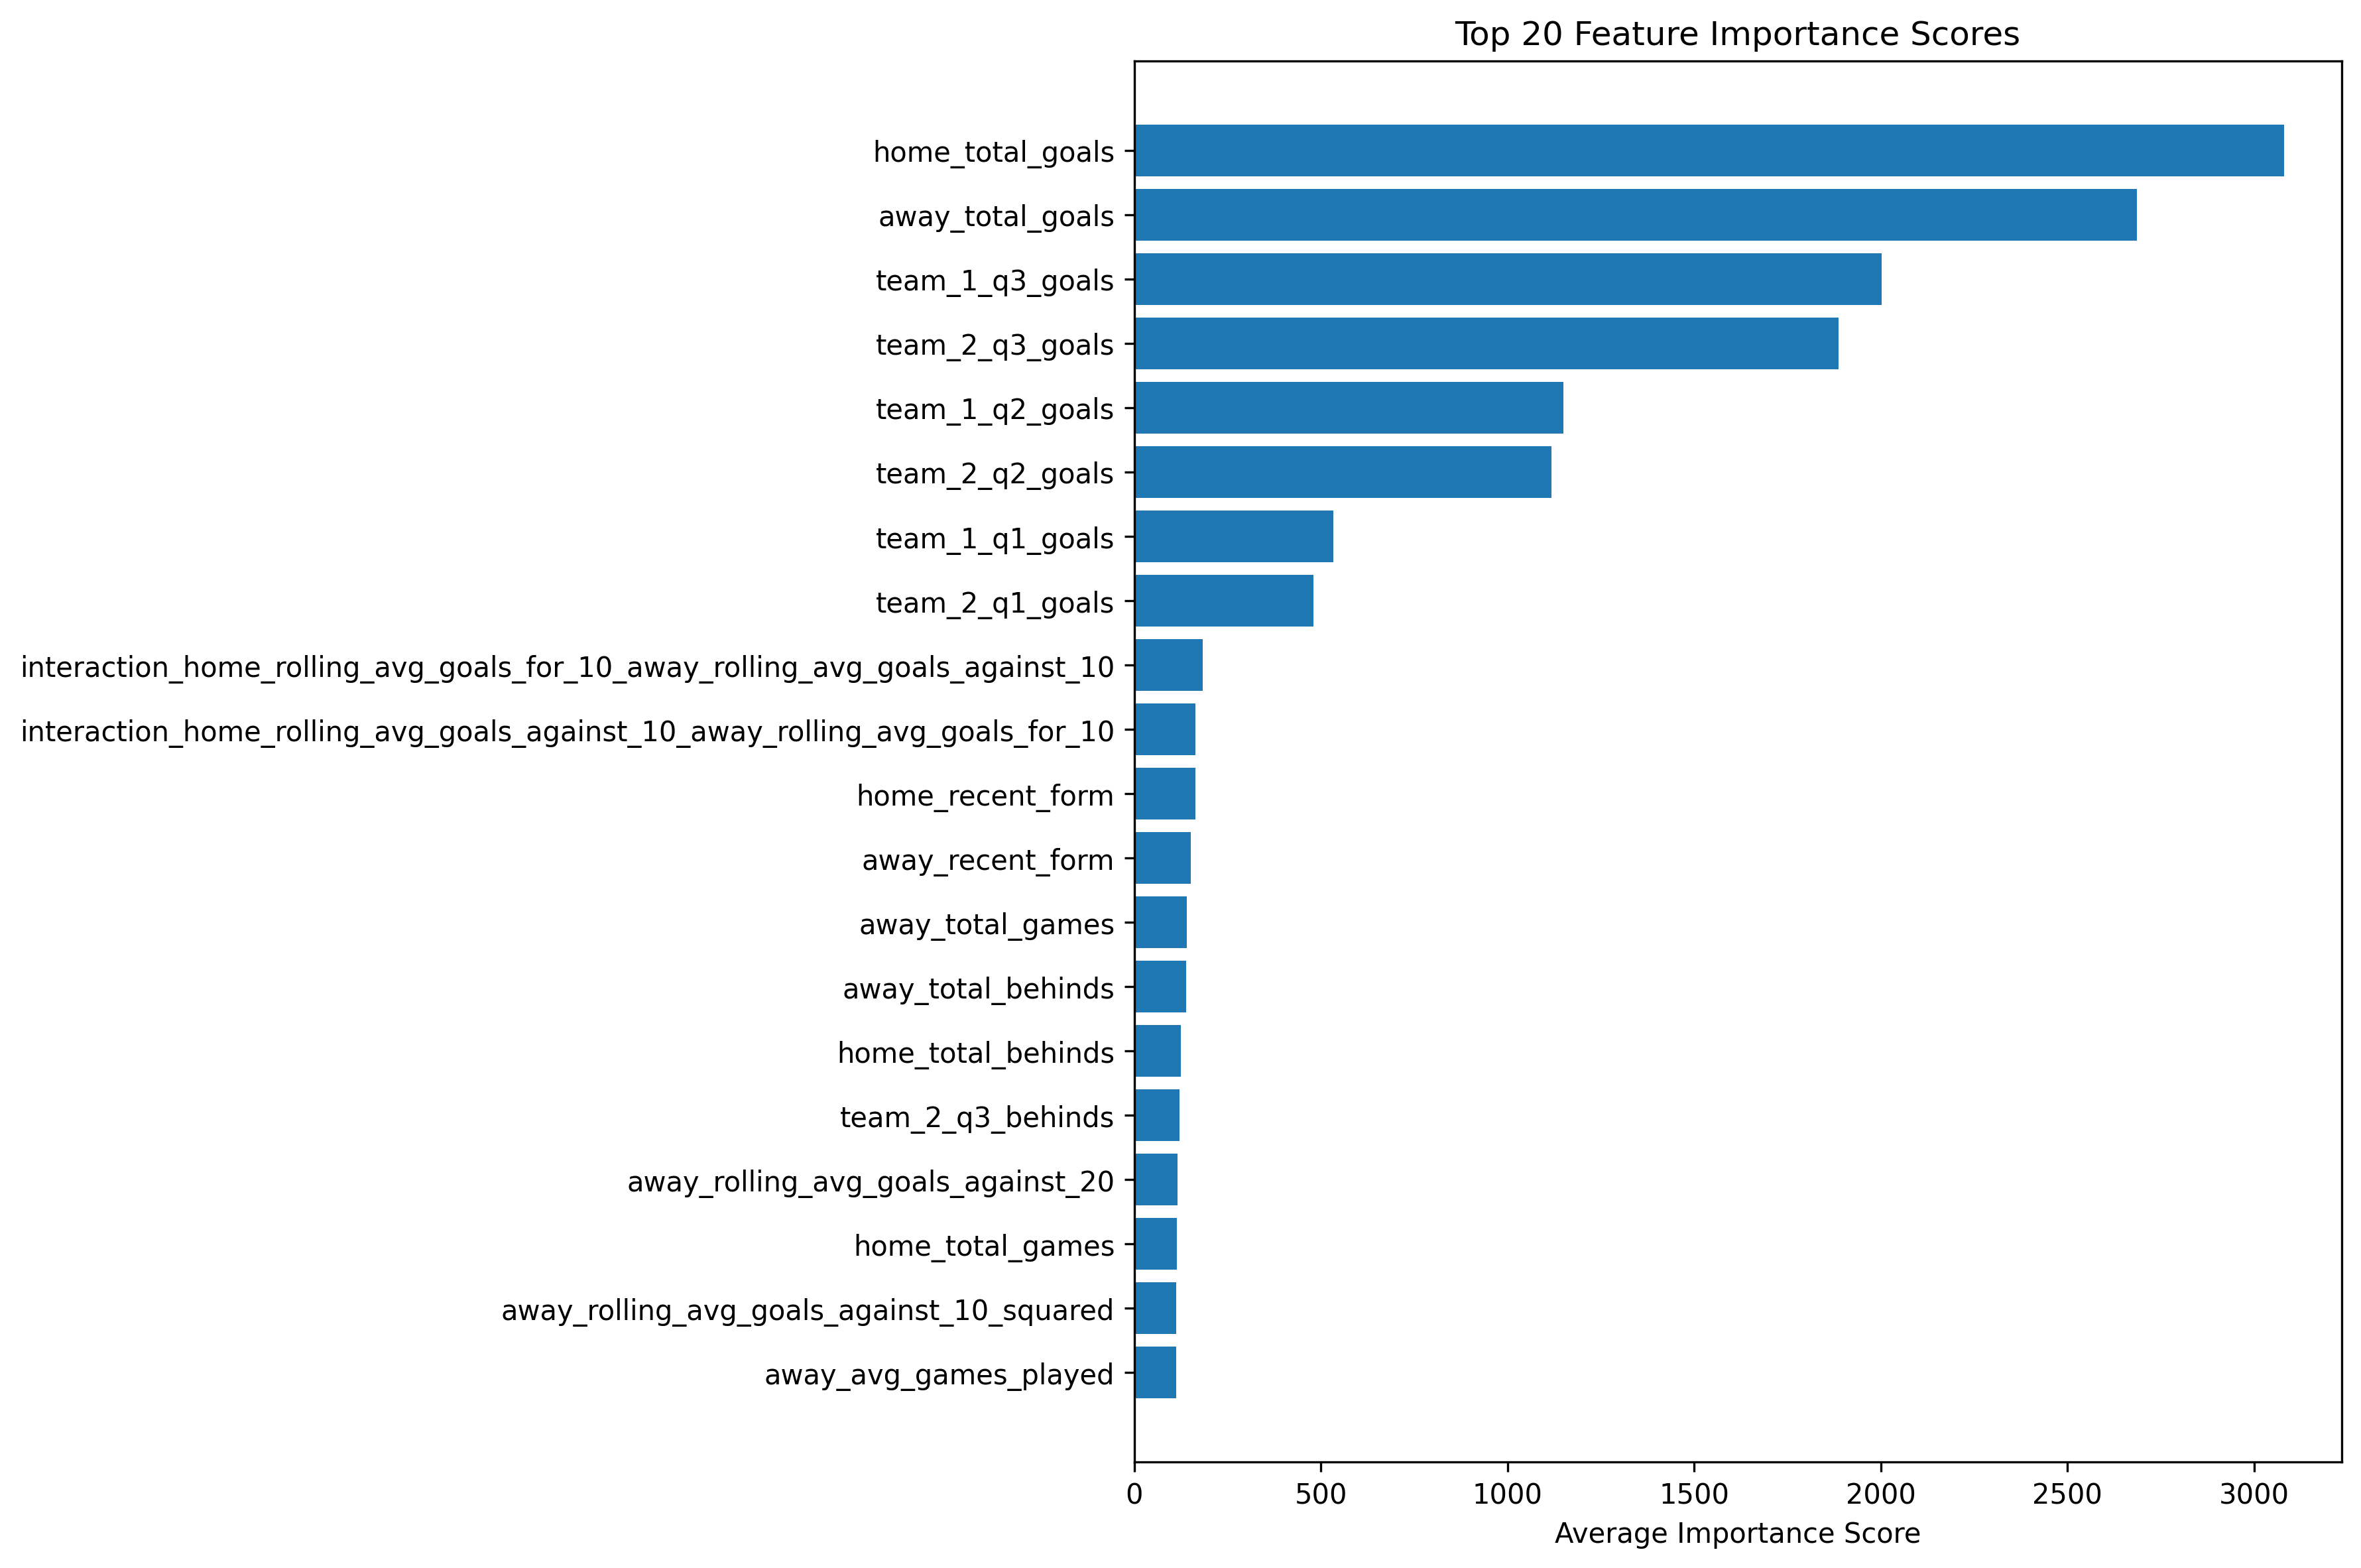 Top 20 Feature Importance Scores
home_total_goals
away_total_goals
team_1_q3_goals
team_2_q3_goals
team_1_q2_goals
team_2_q2_goals
team_1_q1_goals
team_2_q1_goals
interaction_home_rolling_avg_goals_for_10_away_rolling_avg_goals_against_10
interaction_home_rolling_avg_goals_against_10_away_rolling_avg_goals_for_10
home_recent_form
away_recent_form
away_total_games
away_total_behinds
home_total_behinds
team_2_q3_behinds
away_rolling_avg_goals_against_20
home_total_games
away_rolling_avg_goals_against_10_squared
away_avg_games_played
0 500 1000 1500 2000 2500 3000
Average Importance Score